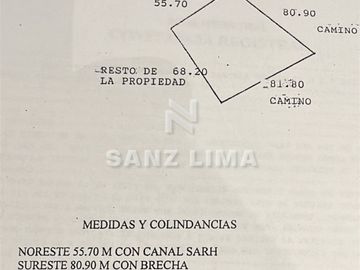 55.70
80.90
CAMINO
RESTO DE 68.20
LA PROPIEDAD
81.80
CAMINO
SANZ LIMA
MEDIDAS Y COLINDANCIAS
NORESTE 55.70 M CON CANAL SARH
SURESTE 80.90 M CON BRECHA